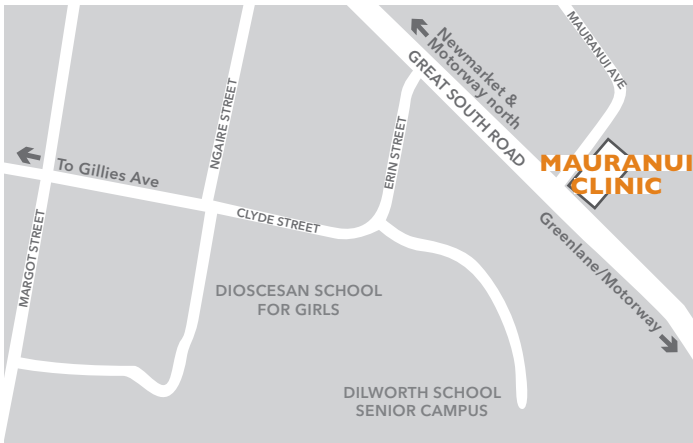 MAURANUI AVE
Newmarket &
Motorway north
GREAT SOUTH ROAD
NGAIRE STREET
ERIN STREET
MAURANUI
CLINIC
To Gillies Ave
CLYDE STREET
MARGOT STREET
Greenlane/Motorway
DIOSCESAN SCHOOL
FOR GIRLS
DILWORTH SCHOOL
SENIOR CAMPUS